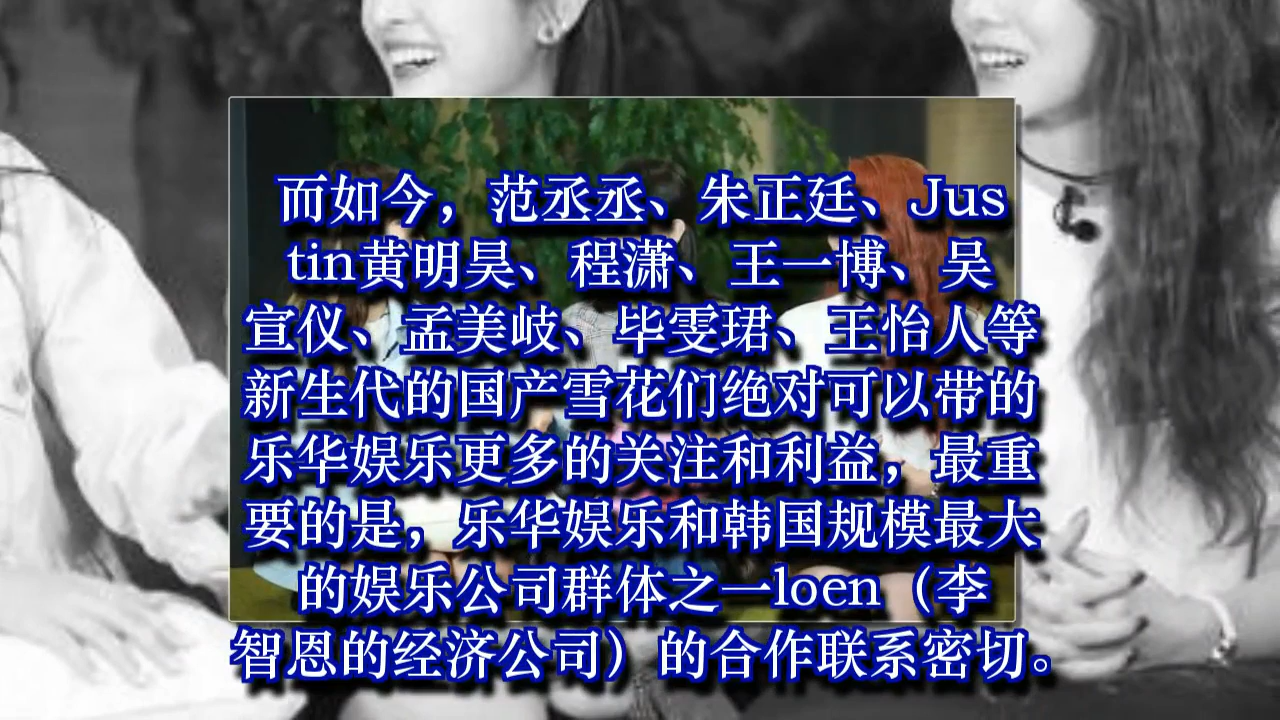 而如今，范丞丞、朱正廷、Jus
tin黄明昊、程潇、王一博、吴
宣仪、孟美岐、毕雯珺、王怡人等
新生代的国产雪花们绝对可以带的
乐华娱乐更多的关注和利益，最重
要的是，乐华娱乐和韩国规模最大
的娱乐公司群体之一loen（李
智恩的经济公司）的合作联系密切。